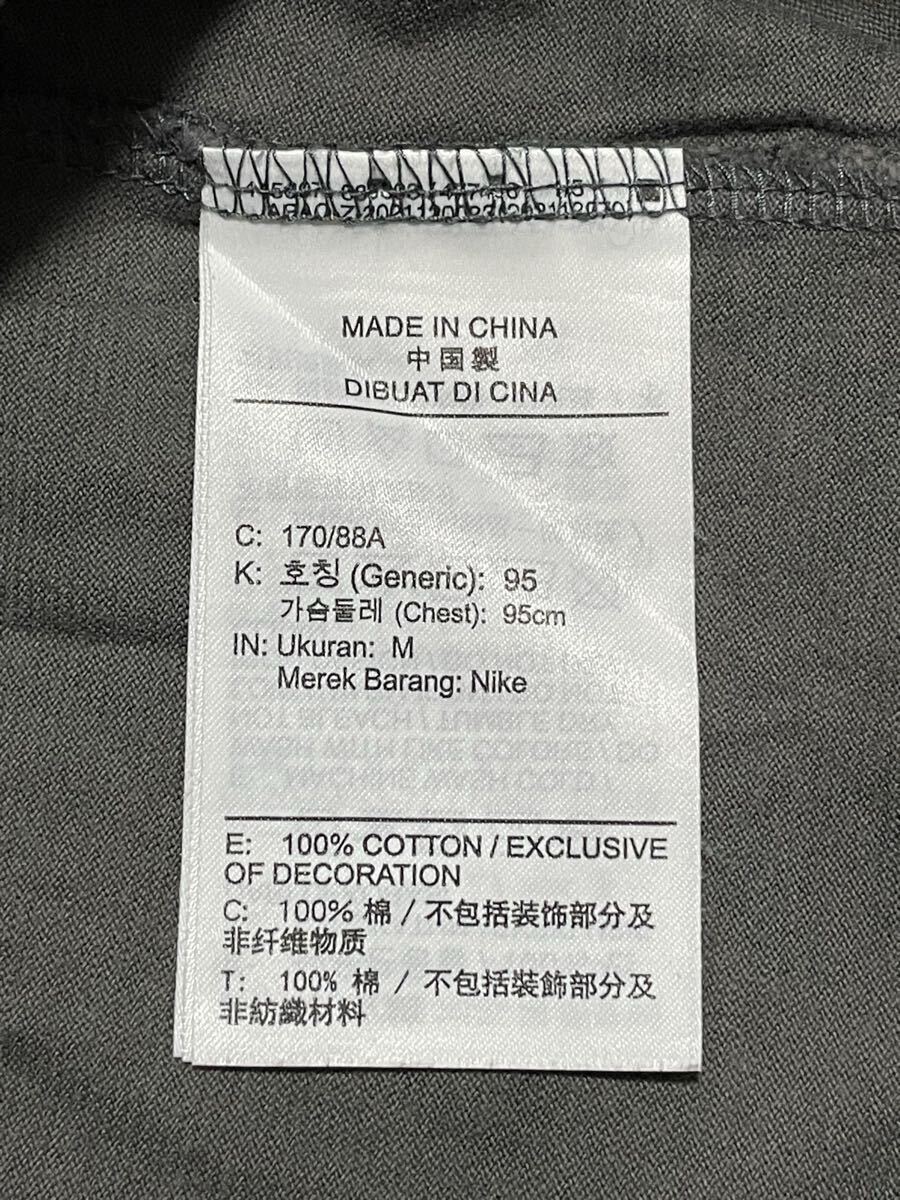 MADE IN CHINA
中国製
DIBUAT DI CINA
C: 170/88A
K: 호칭 (Generic): 95
가슴둘레 (Chest): 95cm
IN: Ukuran: M
Merek Barang: Nike
E: 100% COTTON / EXCLUSIVE
OF DECORATION
C: 100% 棉 / 不包括装饰部分及
非纤维物质
T: 100% 棉 / 不包括裝飾部分及
非紡織材料